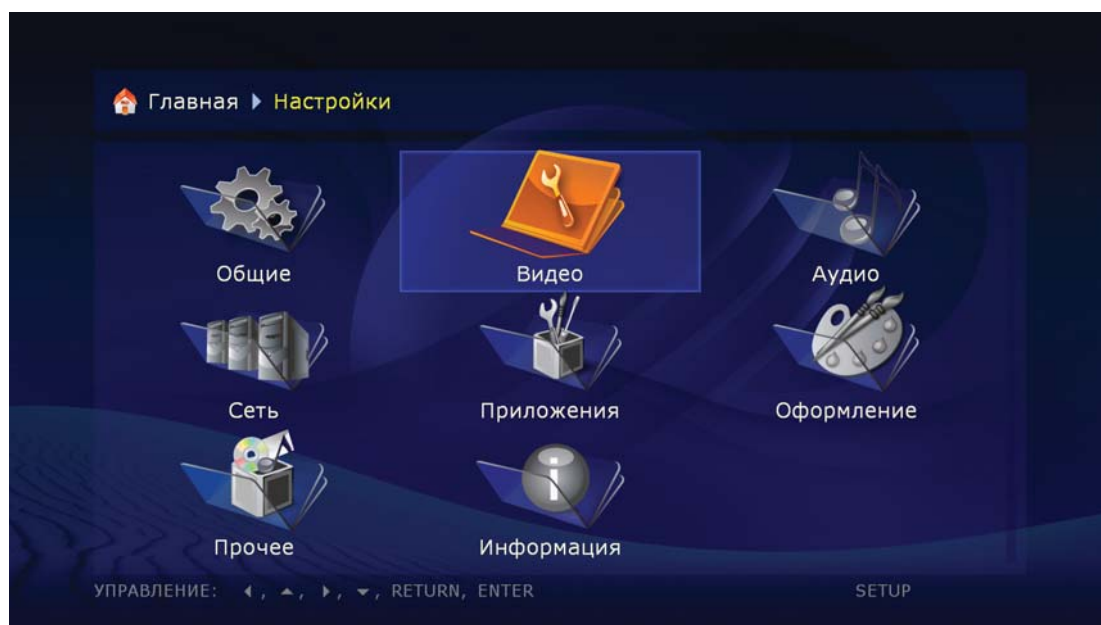 Главная Настройки
Общие Видео Аудио
Сеть Приложения Оформление
Прочее Информация
УПРАВЛЕНИЕ: ◂, ▴, ▸, ▾, RETURN, ENTER SETUP